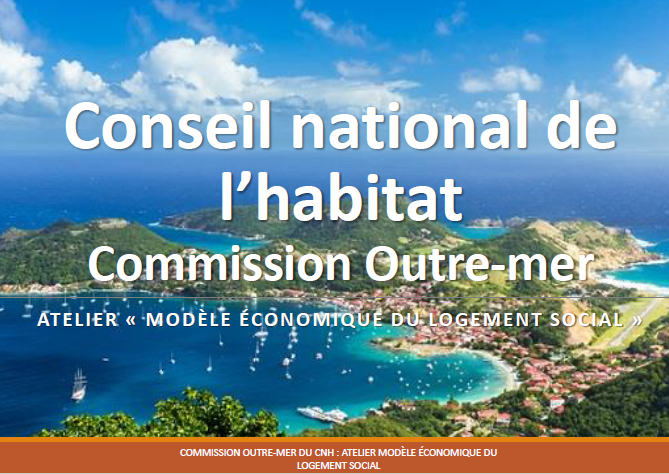 Conseil national de
l’habitat
Commission Outre-mer
ATELIER « MODÈLE ÉCONOMIQUE DU LOGEMENT SOCIAL »
COMMISSION OUTRE-MER DU CNH : ATELIER MODÈLE ÉCONOMIQUE DU
LOGEMENT SOCIAL